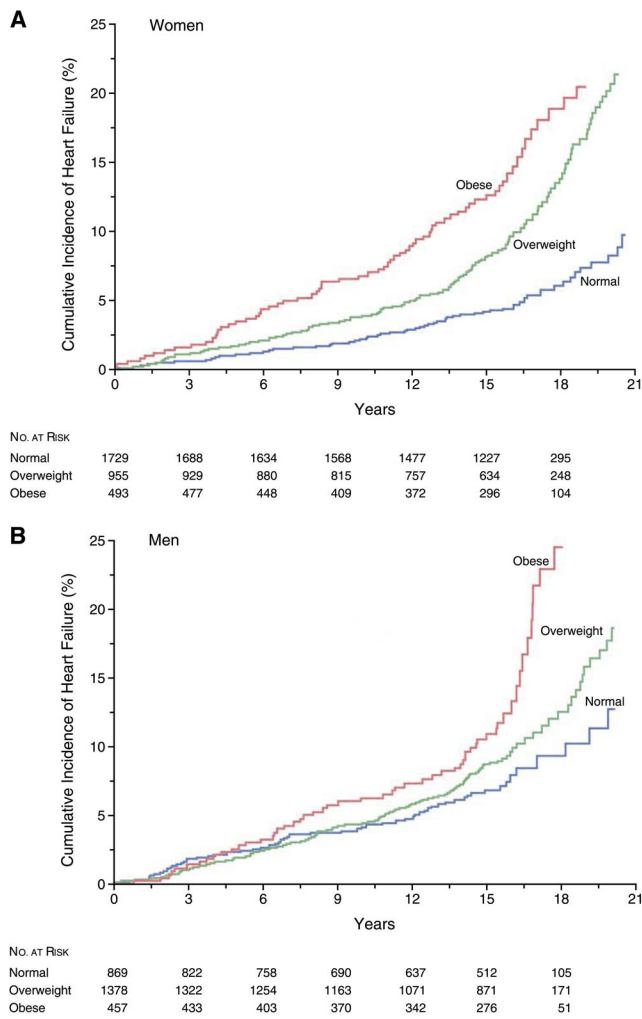 A
Women
25
20
15
10
5
0
Cumulative Incidence of Heart Failure (%)
Obese
Overweight
Normal
0 3 6 9 12 15 18 21
Years
NO. AT RISK
Normal 1729 1688 1634 1568 1477 1227 295
Overweight 955 929 880 815 757 634 248
Obese 493 477 448 409 372 296 104
B
Men
25
20
15
10
5
0
Cumulative Incidence of Heart Failure (%)
Obese
Overweight
Normal
0 3 6 9 12 15 18 21
Years
NO. AT RISK
Normal 869 822 758 690 637 512 105
Overweight 1378 1322 1254 1163 1071 871 171
Obese 457 433 403 370 342 276 51